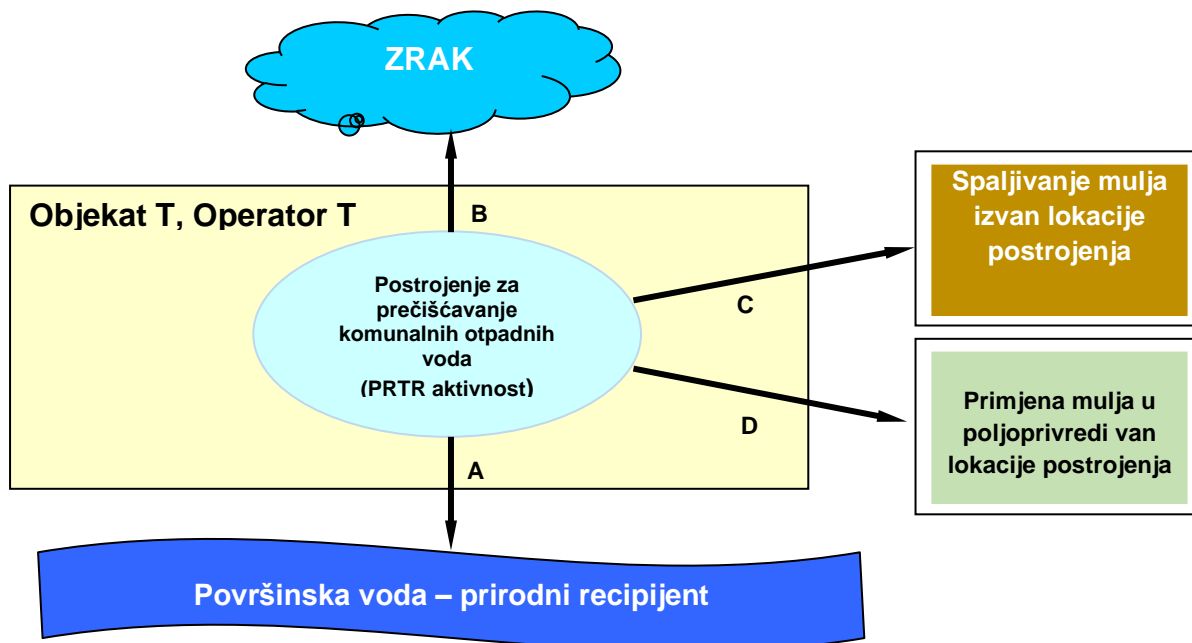 ZRAK
Objekat T, Operator T
B
Postrojenje za
prečišćavanje
komunalnih otpadnih
voda
(PRTR aktivnost)
C
D
A
Spaljivanje mulja
izvan lokacije
postrojenja
Primjena mulja u
poljoprivredi van
lokacije postrojenja
Površinska voda – prirodni recipijent